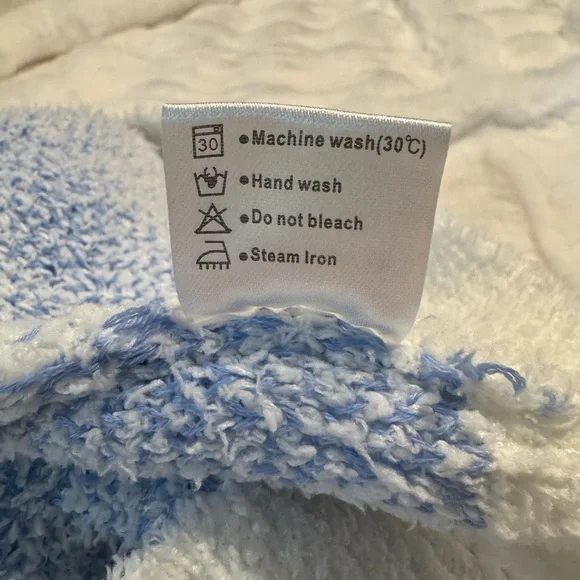 30 •Machine wash(30℃)
•Hand wash
•Do not bleach
•Steam Iron